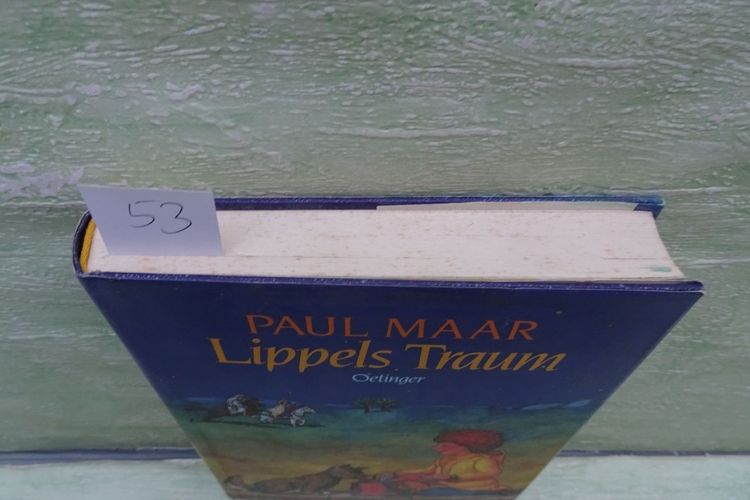 53
PAUL MAAR
Lippels Traum
Oetinger